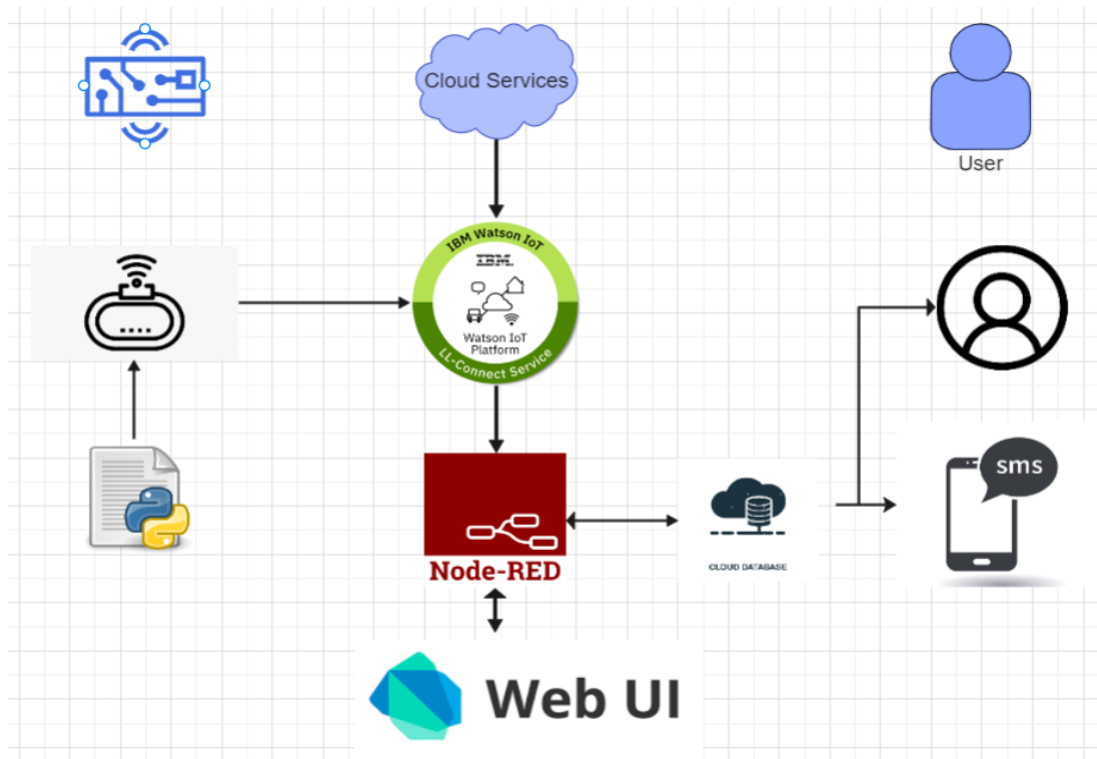 Cloud Services
User
IBM Watson IoT
IBM
Watson IoT
Platform
LL-Connect Service
sms
Node-RED
CLOUD DATABASE
Web UI